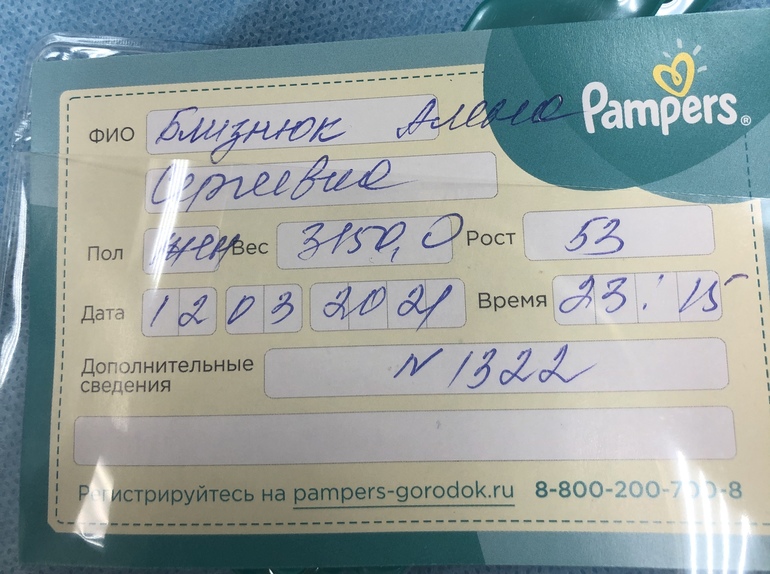 Pampers®
ФИО Близнюк Алена
Сергеевна
Пол жен Вес 3150,0 Рост 53
Дата 12 03 2021 Время 23:15
Дополнительные сведения N 1322
Регистрируйтесь на pampers-gorodok.ru 8-800-200-700-8